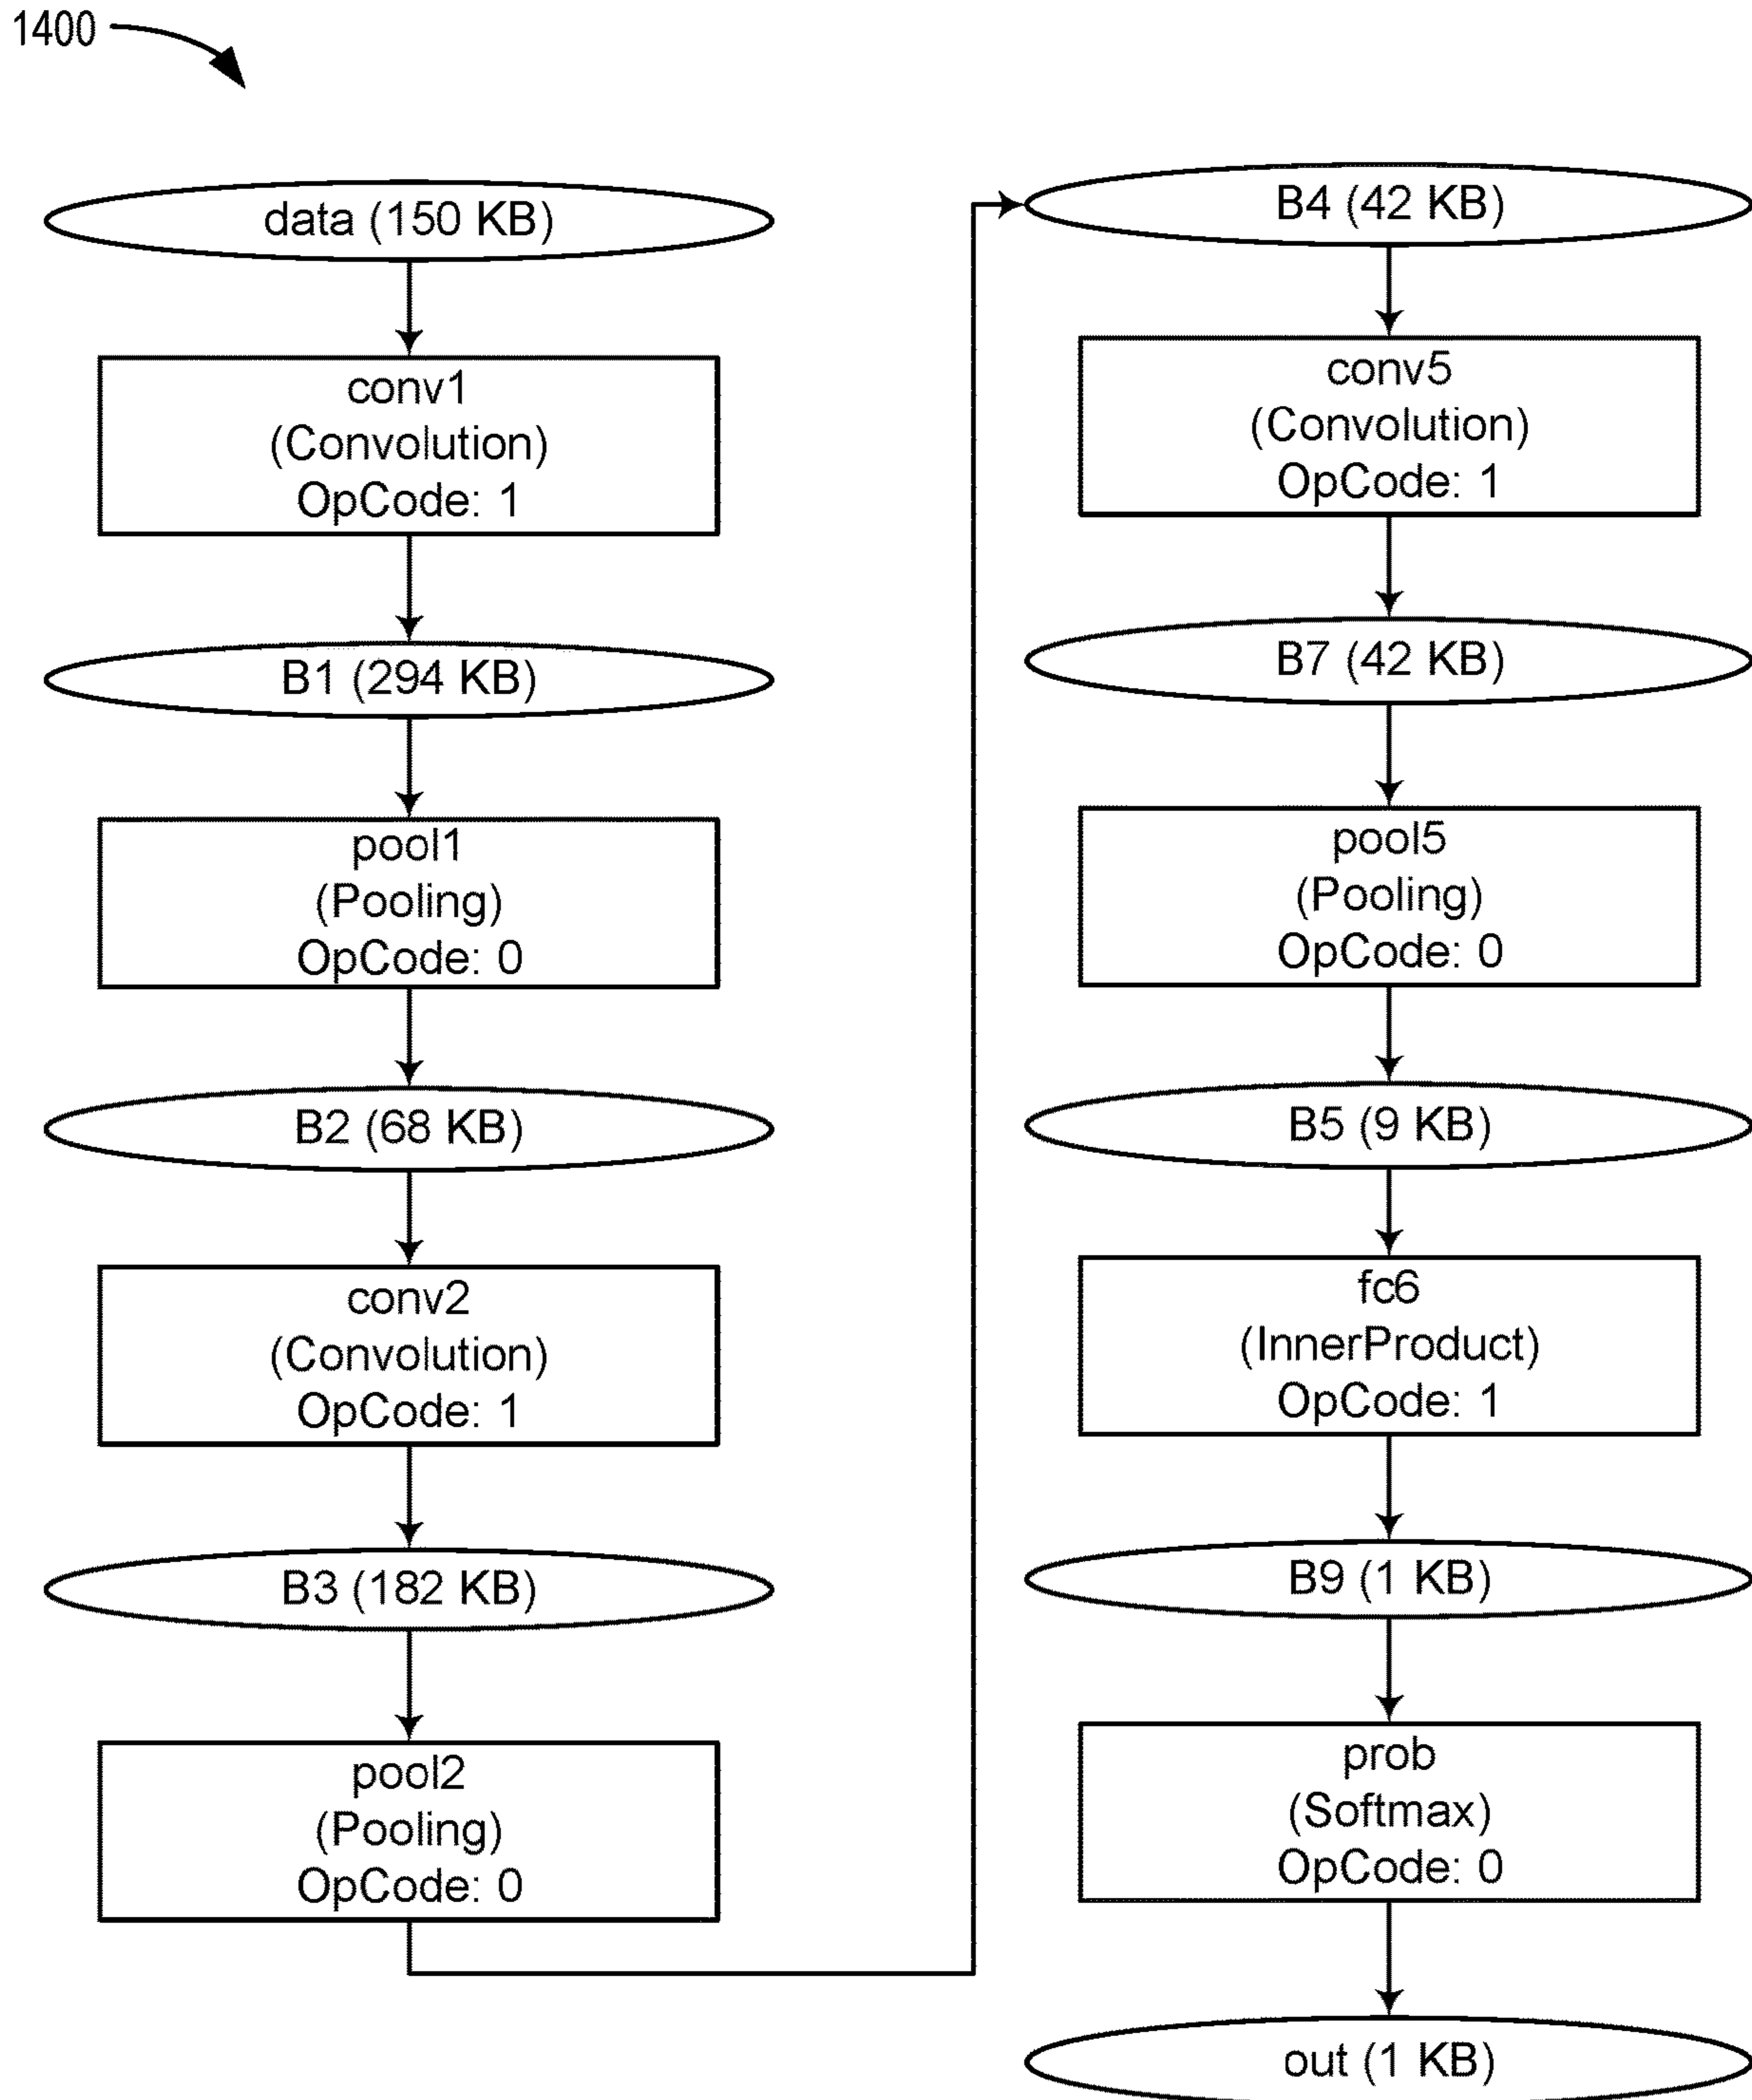 1400
data (150 KB)
conv1
(Convolution)
OpCode: 1
B1 (294 KB)
pool1
(Pooling)
OpCode: 0
B2 (68 KB)
conv2
(Convolution)
OpCode: 1
B3 (182 KB)
pool2
(Pooling)
OpCode: 0
B4 (42 KB)
conv5
(Convolution)
OpCode: 1
B7 (42 KB)
pool5
(Pooling)
OpCode: 0
B5 (9 KB)
fc6
(InnerProduct)
OpCode: 1
B9 (1 KB)
prob
(Softmax)
OpCode: 0
out (1 KB)